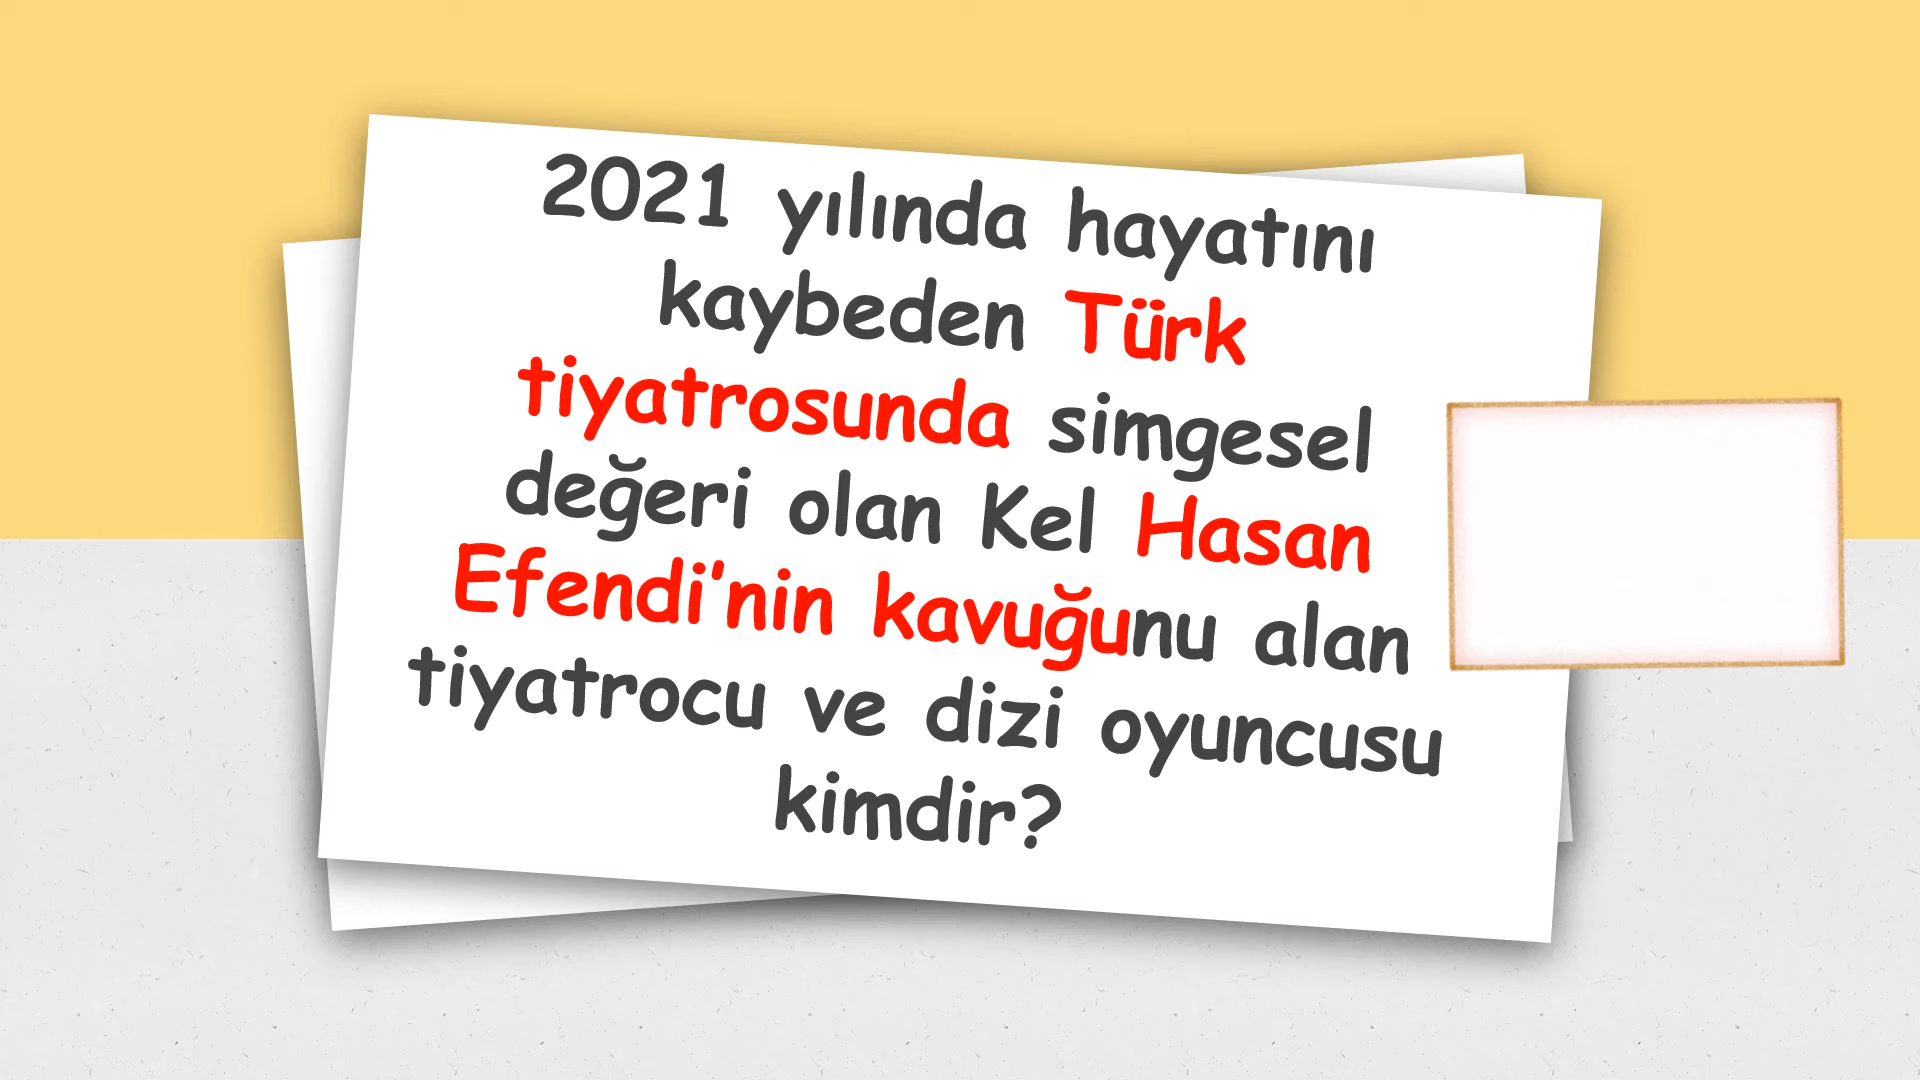 2021 yılında hayatını
kaybeden Türk
tiyatrosunda simgesel
değeri olan Kel Hasan
Efendi’nin kavuğunu alan
tiyatrocu ve dizi oyuncusu
kimdir?